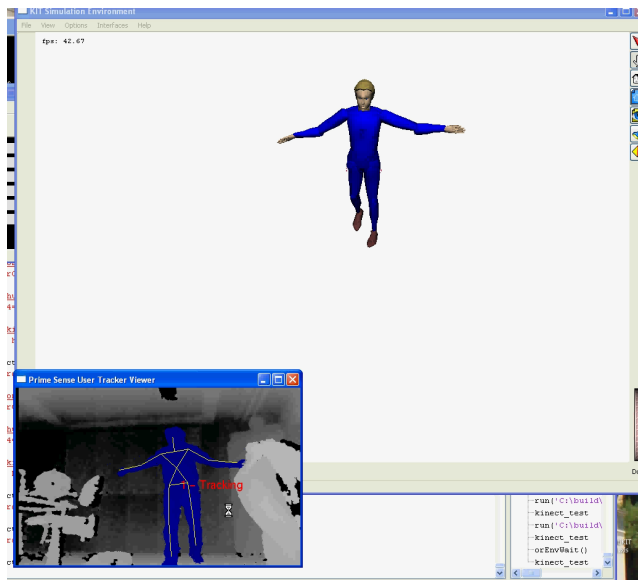 KIT Simulation Environment
File View Options Interfaces Help
fps: 42.67
Prime Sense User Tracker Viewer
1 - Tracking
run('C:\build\
kinect_test
run('C:\build\
kinect_test
orEnvWait()
kinect_test